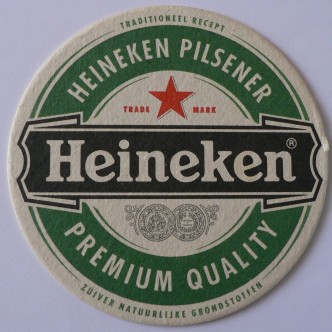 TRADITIONEEL RECEPT
HEINEKEN PILSENER
TRADE MARK
Heineken®
PREMIUM QUALITY
ZUIVER NATUURLIJKE GRONDSTOFFEN